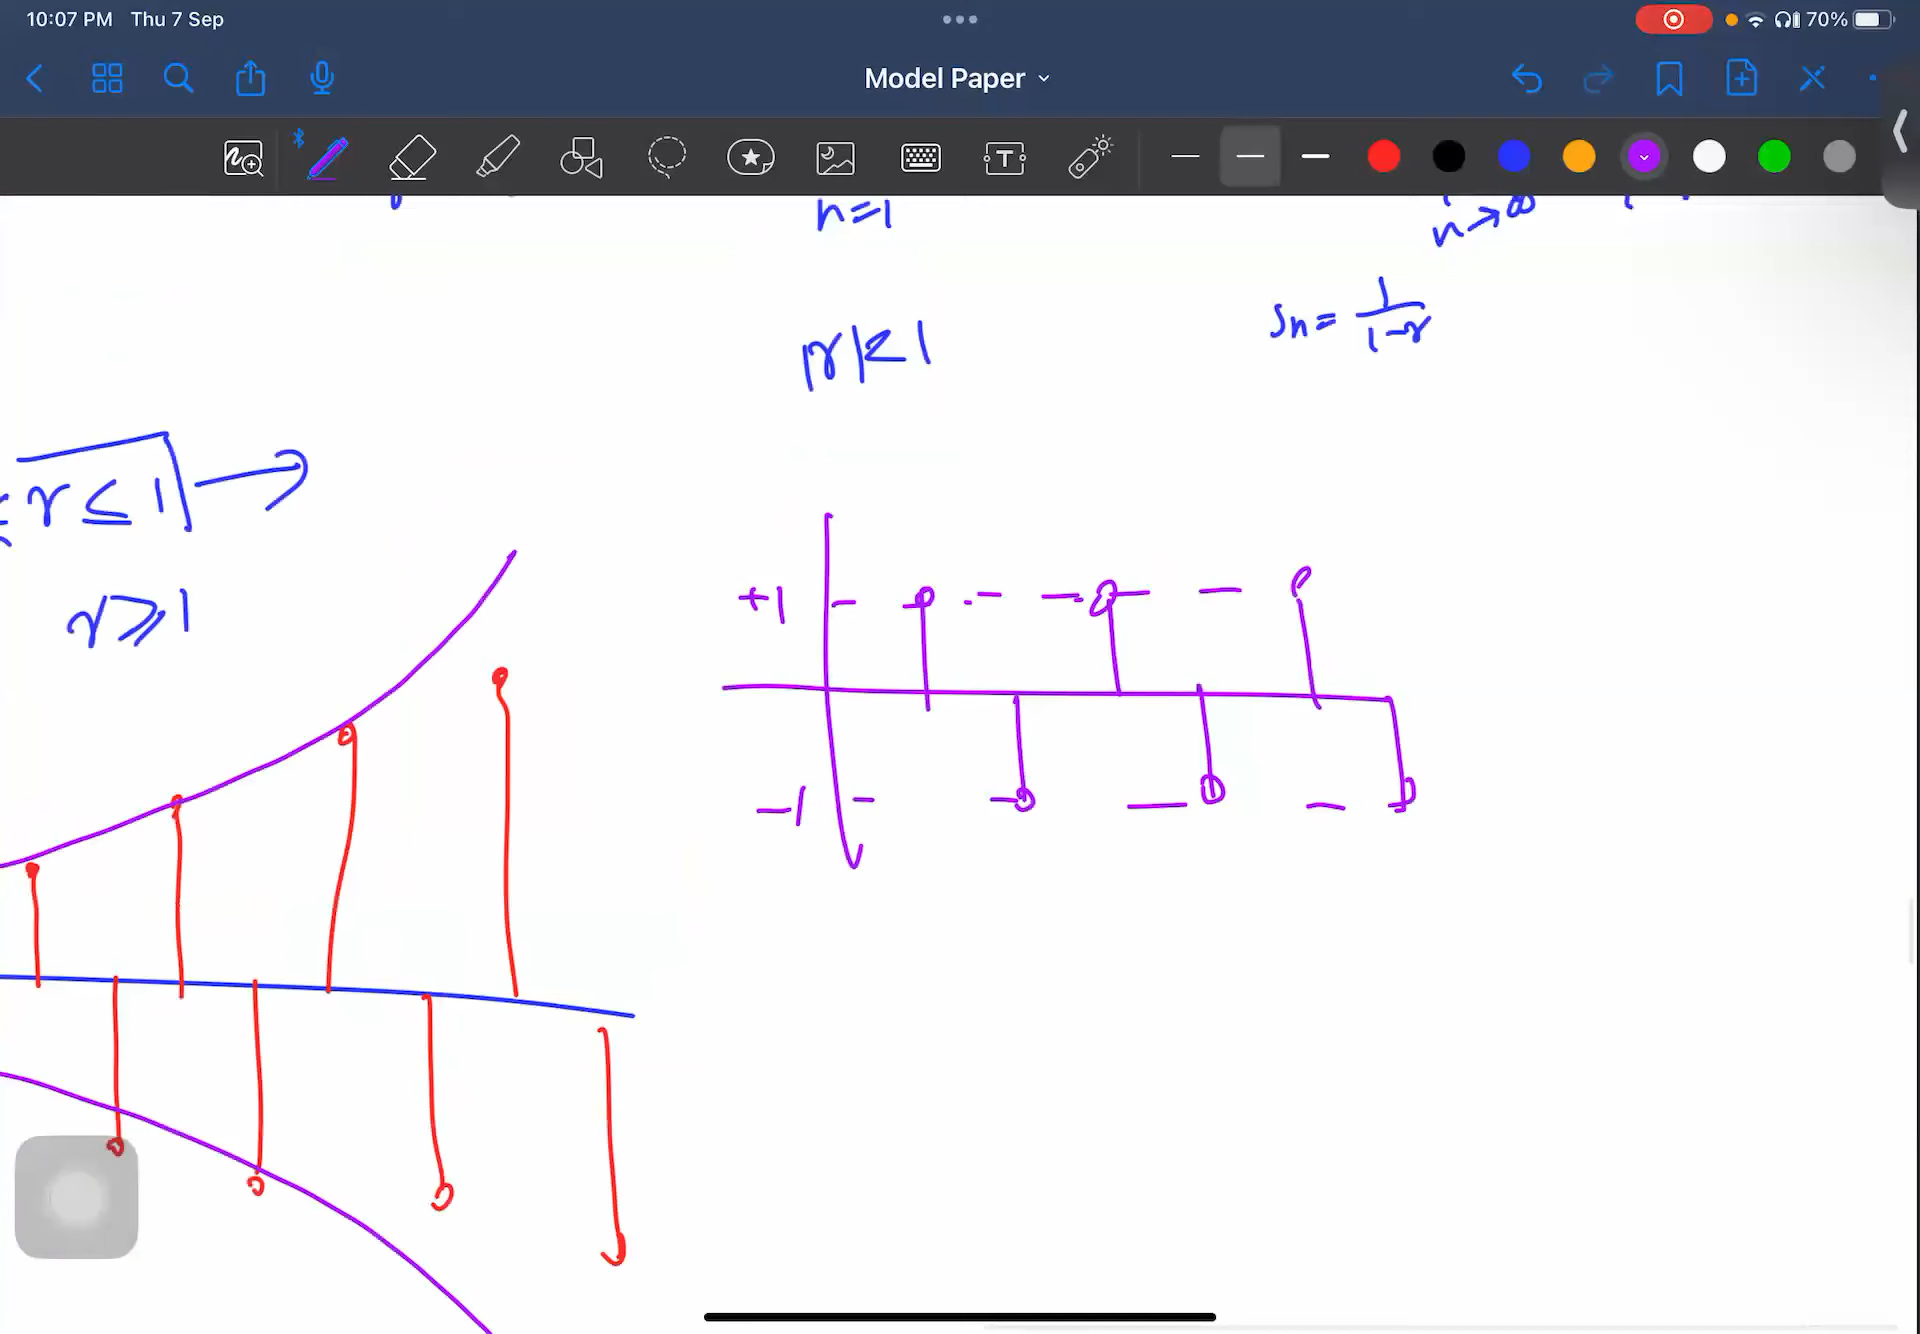 10:07 PM Thu 7 Sep
70%
Model Paper
T
n=1
n→∞
|r|<1
Sn = 1/(1-r)
r ≤ 1 →
r ≥ 1
+1
-1